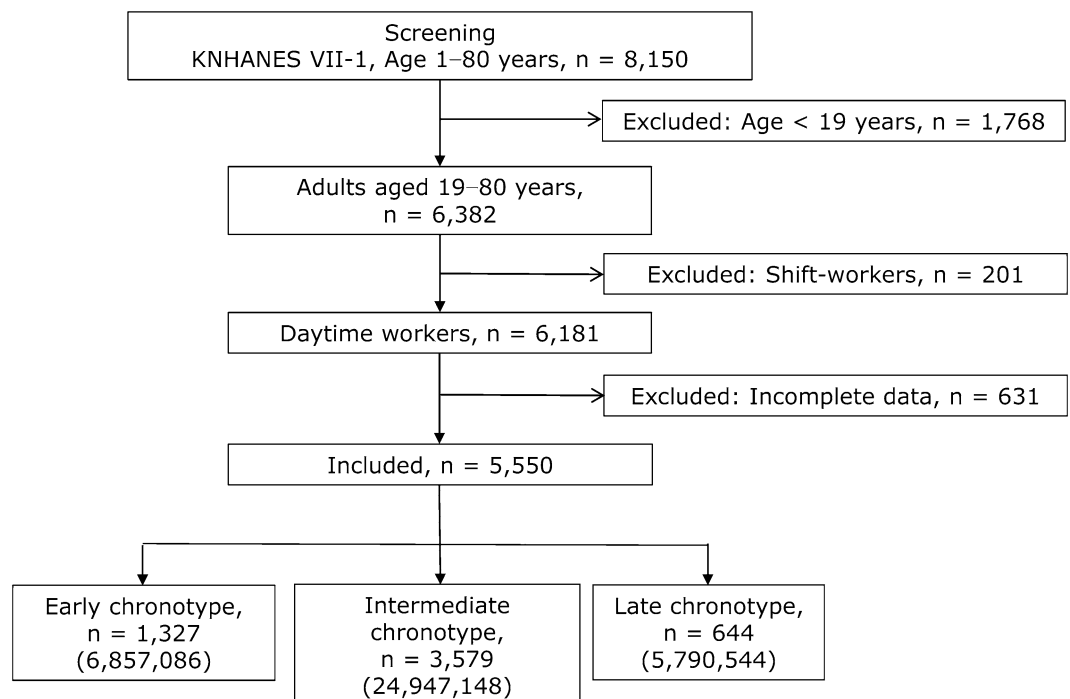 Screening
KNHANES VII-1, Age 1–80 years, n = 8,150
Excluded: Age < 19 years, n = 1,768
Adults aged 19–80 years,
n = 6,382
Excluded: Shift-workers, n = 201
Daytime workers, n = 6,181
Excluded: Incomplete data, n = 631
Included, n = 5,550
Early chronotype,
n = 1,327
(6,857,086)
Intermediate
chronotype,
n = 3,579
(24,947,148)
Late chronotype,
n = 644
(5,790,544)